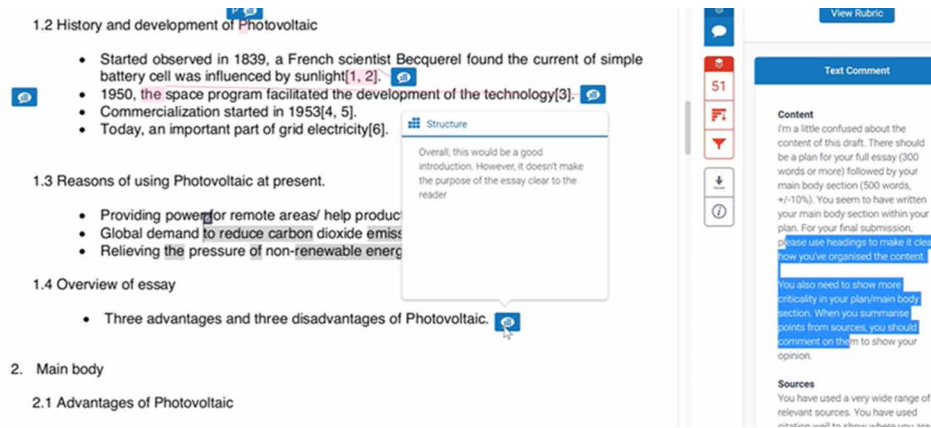 1.2 History and development of Photovoltaic
Started observed in 1839, a French scientist Becquerel found the current of simple
battery cell was influenced by sunlight[1, 2].
1950, the space program facilitated the development of the technology[3].
Commercialization started in 1953[4, 5].
Today, an important part of grid electricity[6].
1.3 Reasons of using Photovoltaic at present.
Providing power for remote areas/ help produc
Global demand to reduce carbon dioxide emiss
Relieving the pressure of non-renewable energ
1.4 Overview of essay
Three advantages and three disadvantages of Photovoltaic.
2. Main body
2.1 Advantages of Photovoltaic
Structure
Overall, this would be a good
introduction. However, it doesn't make
the purpose of the essay clear to the
reader
51
View Rubric
Text Comment
Content
I'm a little confused about the
content of this draft. There should
be a plan for your full essay (300
words or more) followed by your
main body section (500 words,
+/-10%). You seem to have written
your main body section within your
plan. For your final submission,
please use headings to make it clea
how you've organised the content.
You also need to show more
criticality in your plan/main body
section. When you summarise
points from sources, you should
comment on them to show your
opinion.
Sources
You have used a very wide range of
relevant sources. You have used
citation well to show where you are